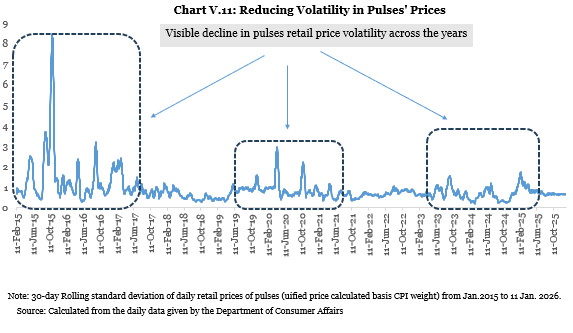 Chart V.11: Reducing Volatility in Pulses' Prices
Visible decline in pulses retail price volatility across the years
9
8
7
6
5
4
3
2
1
0
11-Feb-15
11-Jun-15
11-Oct-15
11-Feb-16
11-Jun-16
11-Oct-16
11-Feb-17
11-Jun-17
11-Oct-17
11-Feb-18
11-Jun-18
11-Oct-18
11-Feb-19
11-Jun-19
11-Oct-19
11-Feb-20
11-Jun-20
11-Oct-20
11-Feb-21
11-Jun-21
11-Oct-21
11-Feb-22
11-Jun-22
11-Oct-22
11-Feb-23
11-Jun-23
11-Oct-23
11-Feb-24
11-Jun-24
11-Oct-24
11-Feb-25
11-Jun-25
11-Oct-25
Note: 30-day Rolling standard deviation of daily retail prices of pulses (uified price calculated basis CPI weight) from Jan.2015 to 11 Jan. 2026.
Source: Calculated from the daily data given by the Department of Consumer Affairs